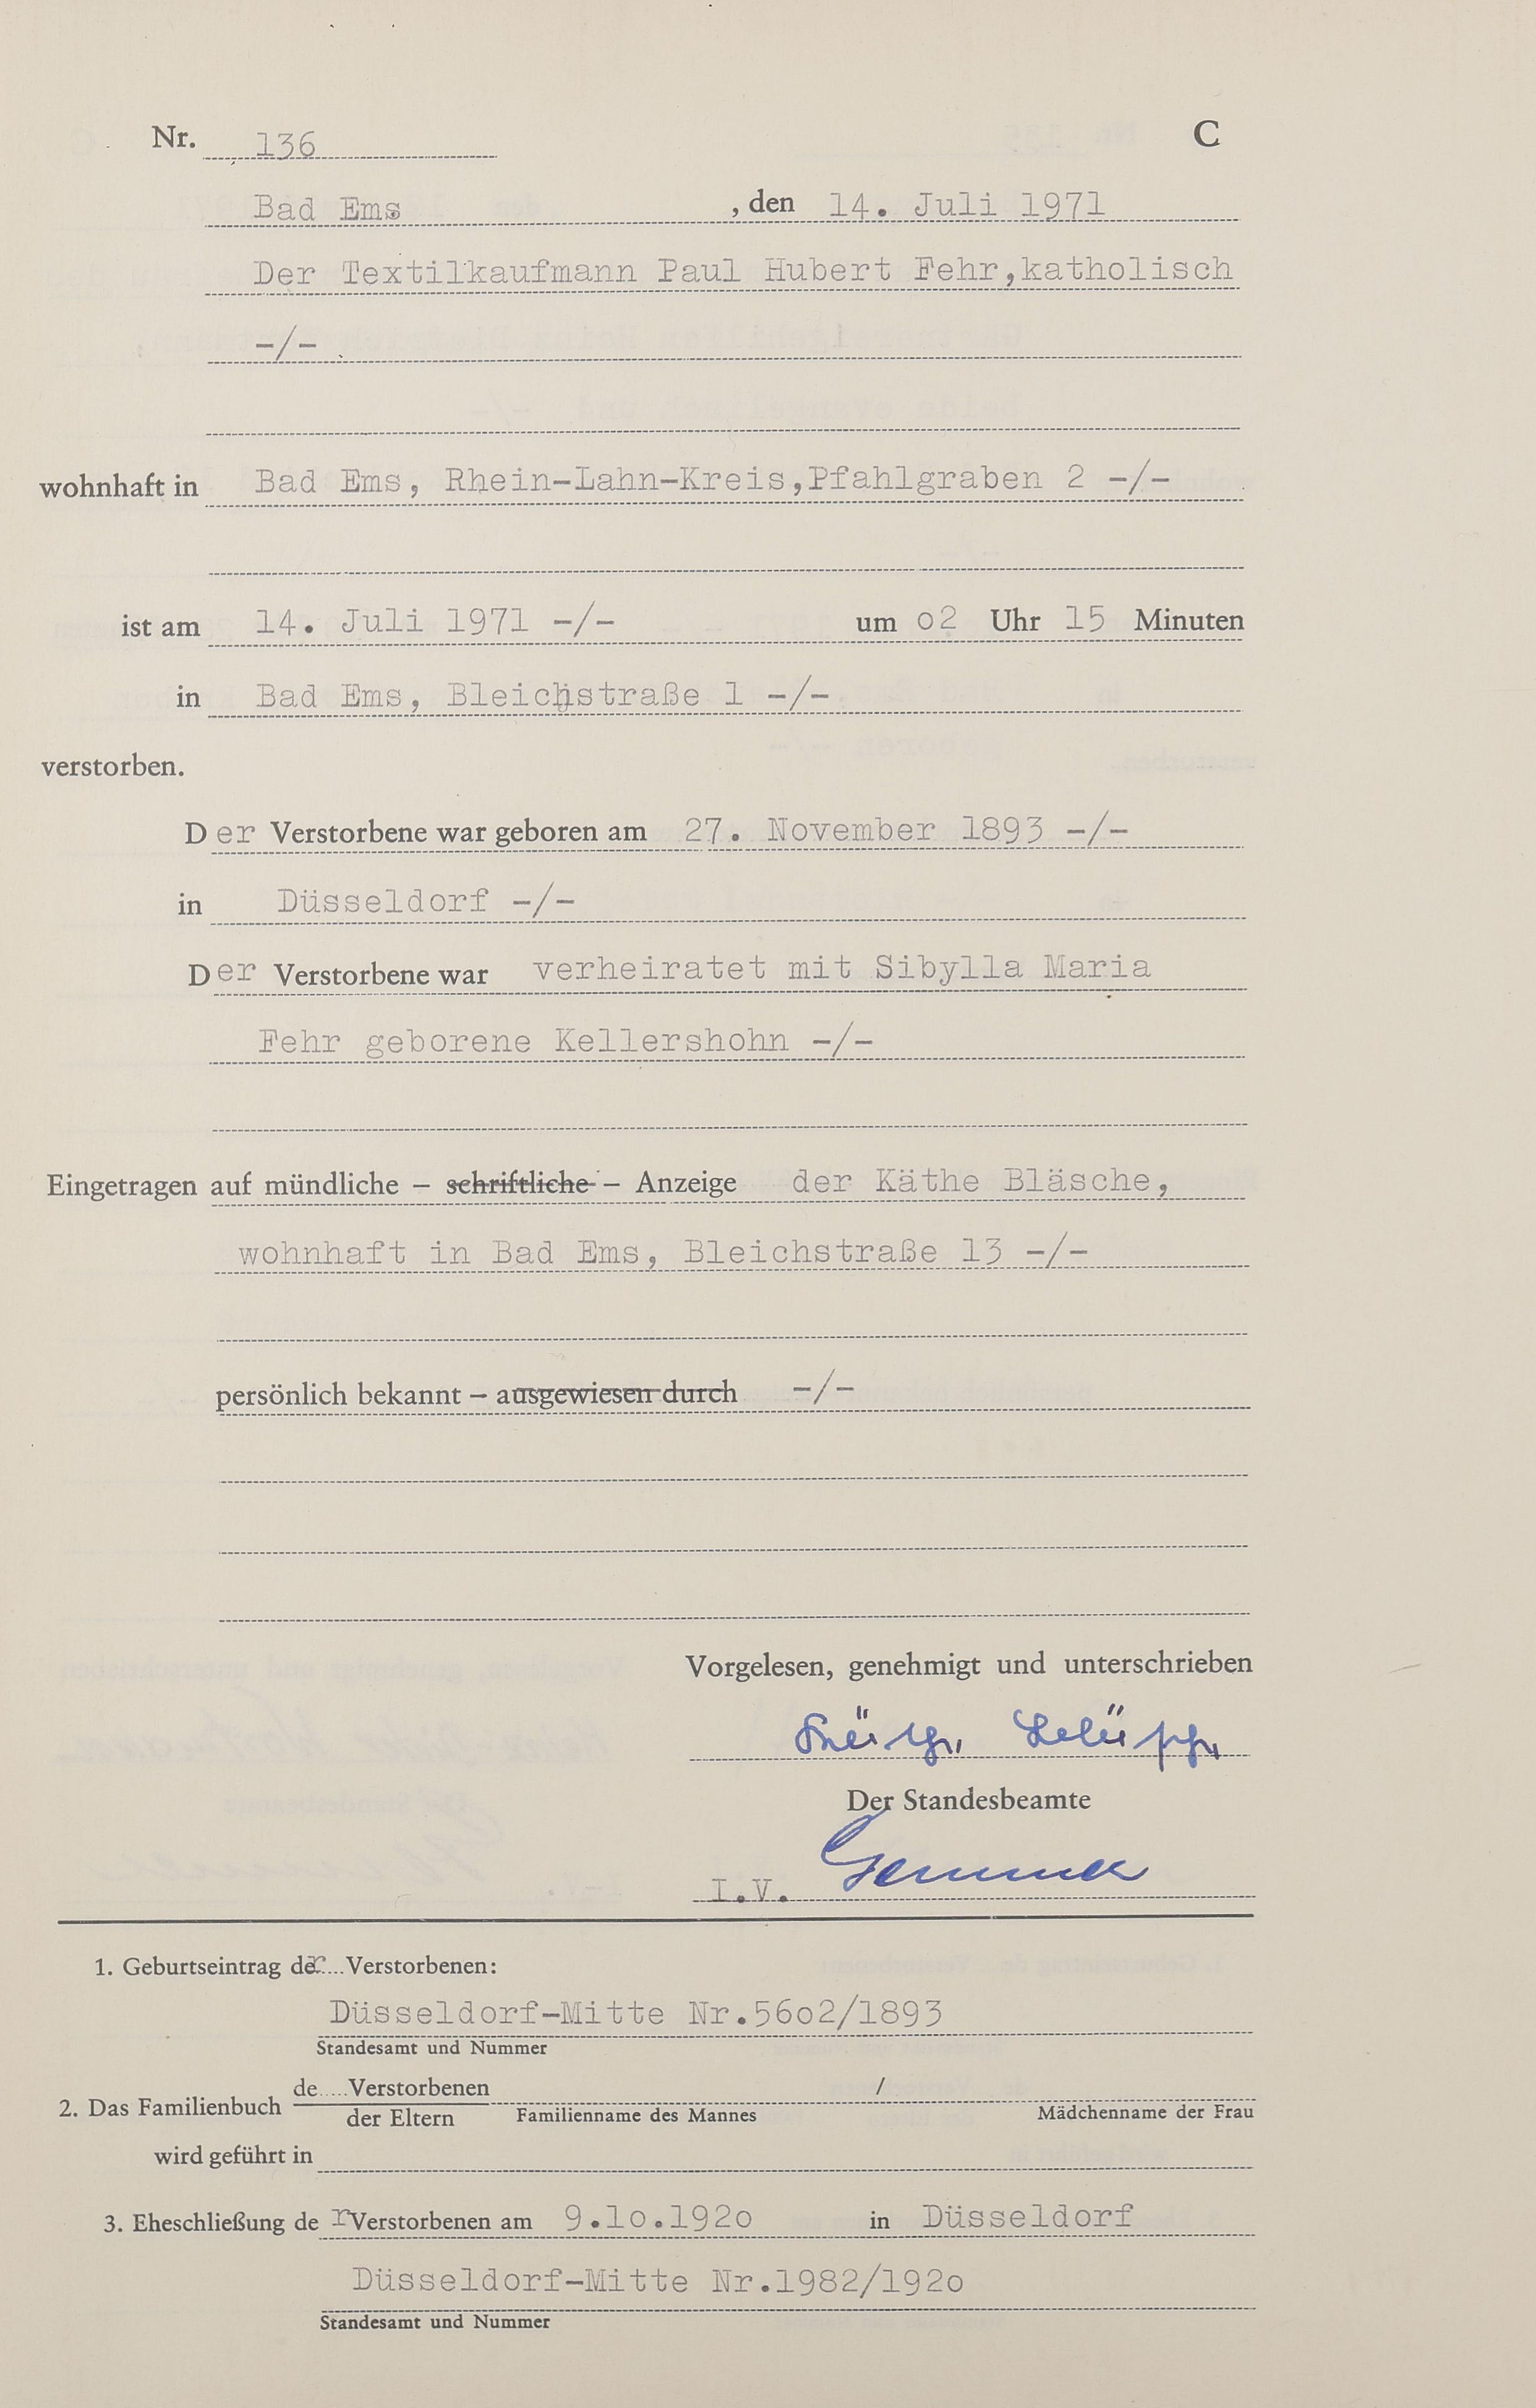 Nr. 136 C
Bad Ems , den 14. Juli 1971
Der Textilkaufmann Paul Hubert Fehr,katholisch
-/-
wohnhaft in Bad Ems, Rhein-Lahn-Kreis,Pfahlgraben 2 -/-
ist am 14. Juli 1971 -/- um o2 Uhr 15 Minuten
in Bad Ems, Bleichstraße 1 -/-
verstorben.
Der Verstorbene war geboren am 27. November 1893 -/-
in Düsseldorf -/-
Der Verstorbene war verheiratet mit Sibylla Maria
Fehr geborene Kellershohn -/-
Eingetragen auf mündliche – schriftliche – Anzeige der Käthe Bläsche,
wohnhaft in Bad Ems, Bleichstraße 13 -/-
persönlich bekannt – ausgewiesen durch -/-
Vorgelesen, genehmigt und unterschrieben
Käthe Bläsche
Der Standesbeamte
I.V.
1. Geburtseintrag der Verstorbenen:
Düsseldorf-Mitte Nr.56o2/1893
Standesamt und Nummer
2. Das Familienbuch de.....Verstorbenen /
der Eltern Familienname des Mannes Mädchenname der Frau
wird geführt in
3. Eheschließung de r Verstorbenen am 9.1o.192o in Düsseldorf
Düsseldorf-Mitte Nr.1982/192o
Standesamt und Nummer